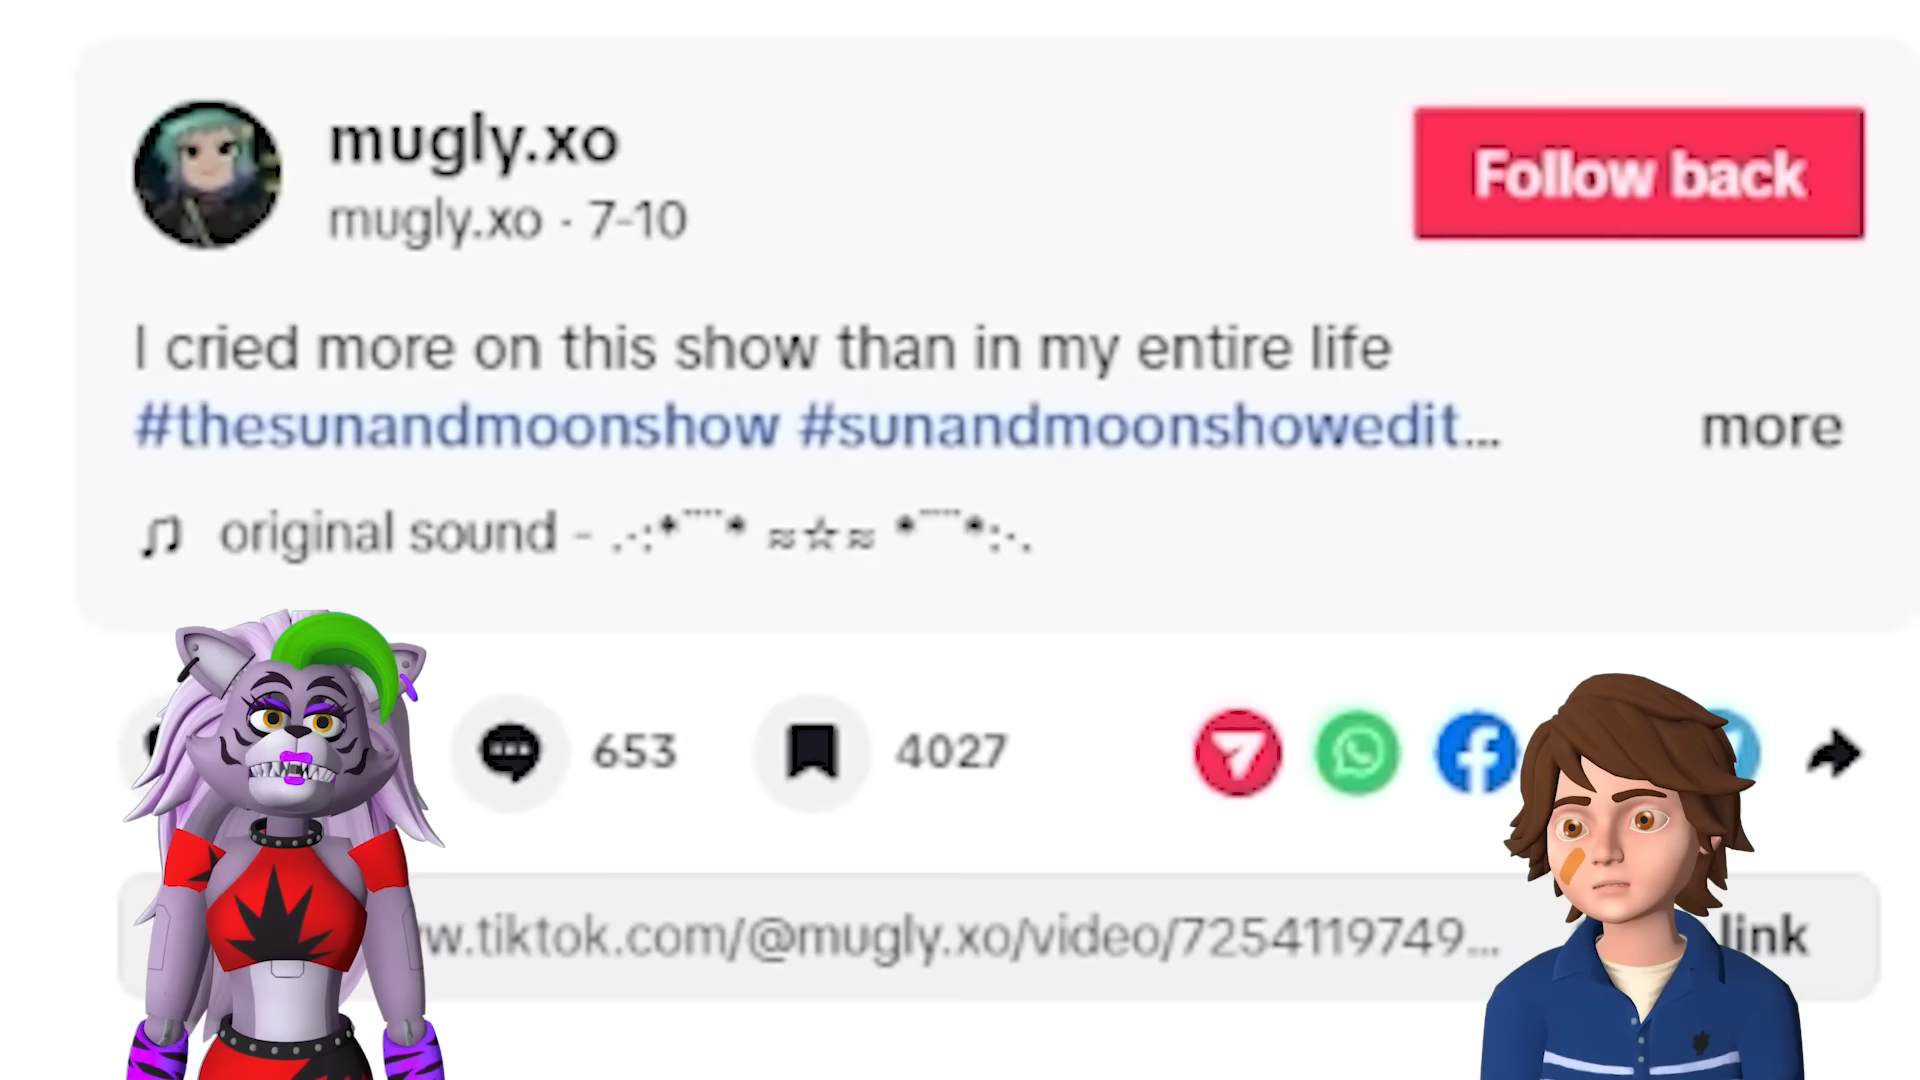 mugly.xo
mugly.xo · 7-10
Follow back
I cried more on this show than in my entire life
#thesunandmoonshow #sunandmoonshowedit...
more
original sound - .·:*¨¨* ≈☆≈ *¨¨*:·.
653
4027
w.tiktok.com/@mugly.xo/video/7254119749...
link